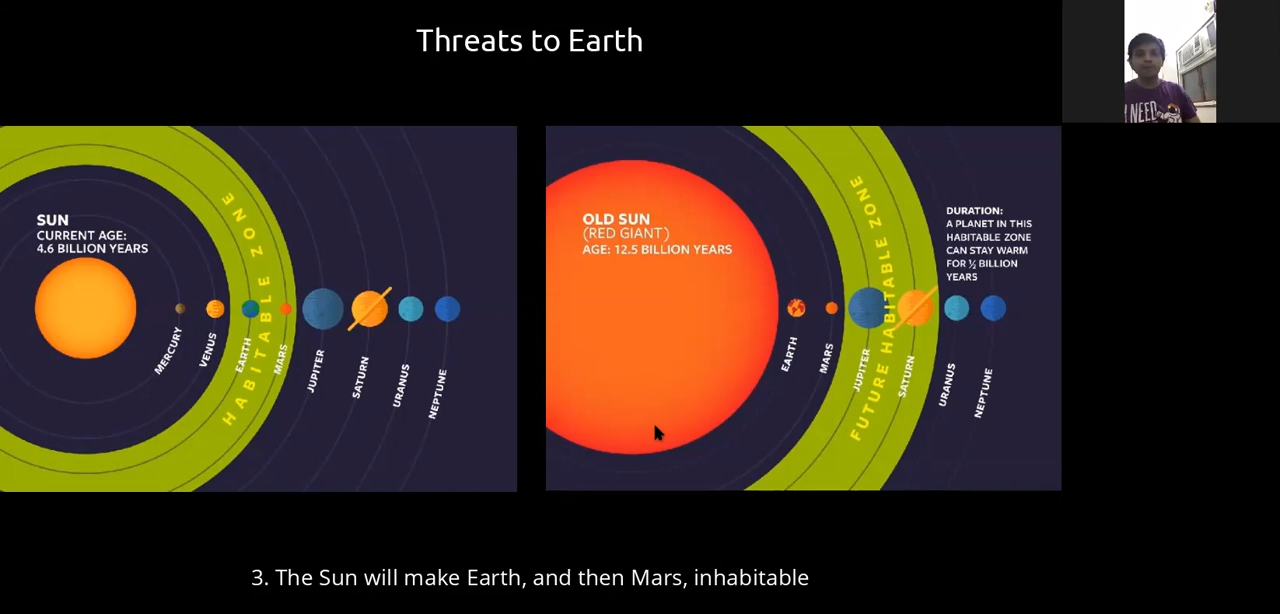 Threats to Earth
I NEED
SUN
CURRENT AGE:
4.6 BILLION YEARS
HABITABLE ZONE
MERCURY
VENUS
EARTH
MARS
JUPITER
SATURN
URANUS
NEPTUNE
OLD SUN
(RED GIANT)
AGE: 12.5 BILLION YEARS
FUTURE HABITABLE ZONE
DURATION:
A PLANET IN THIS
HABITABLE ZONE
CAN STAY WARM
FOR ½ BILLION
YEARS
EARTH
MARS
JUPITER
SATURN
URANUS
NEPTUNE
3. The Sun will make Earth, and then Mars, inhabitable